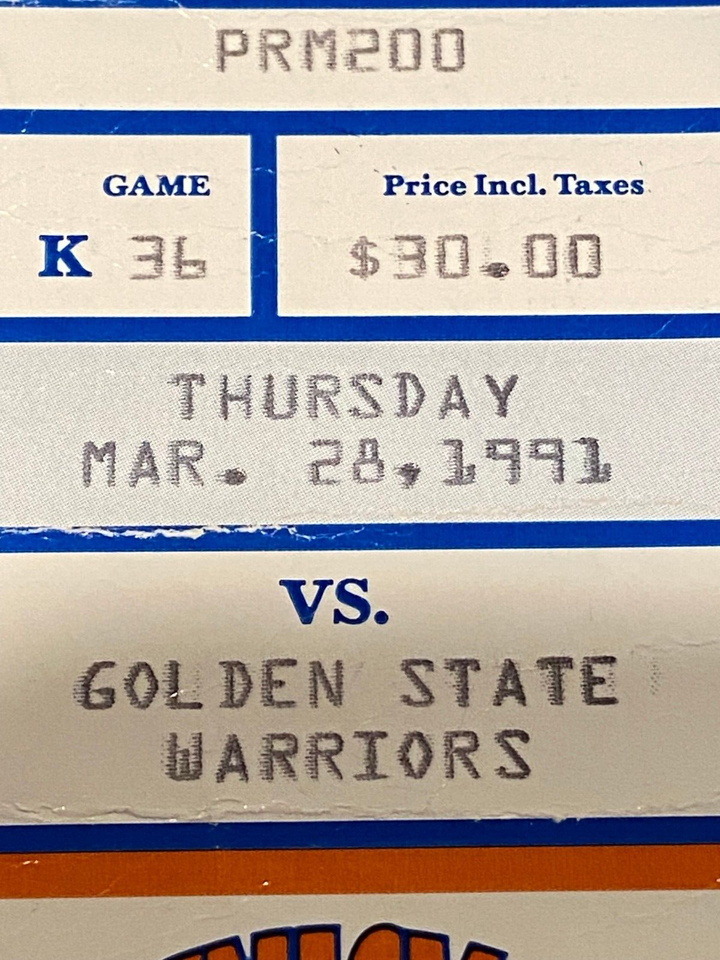 PRM200
GAME
K 36
Price Incl. Taxes
$30.00
THURSDAY
MAR. 28,1991
VS.
GOLDEN STATE
WARRIORS